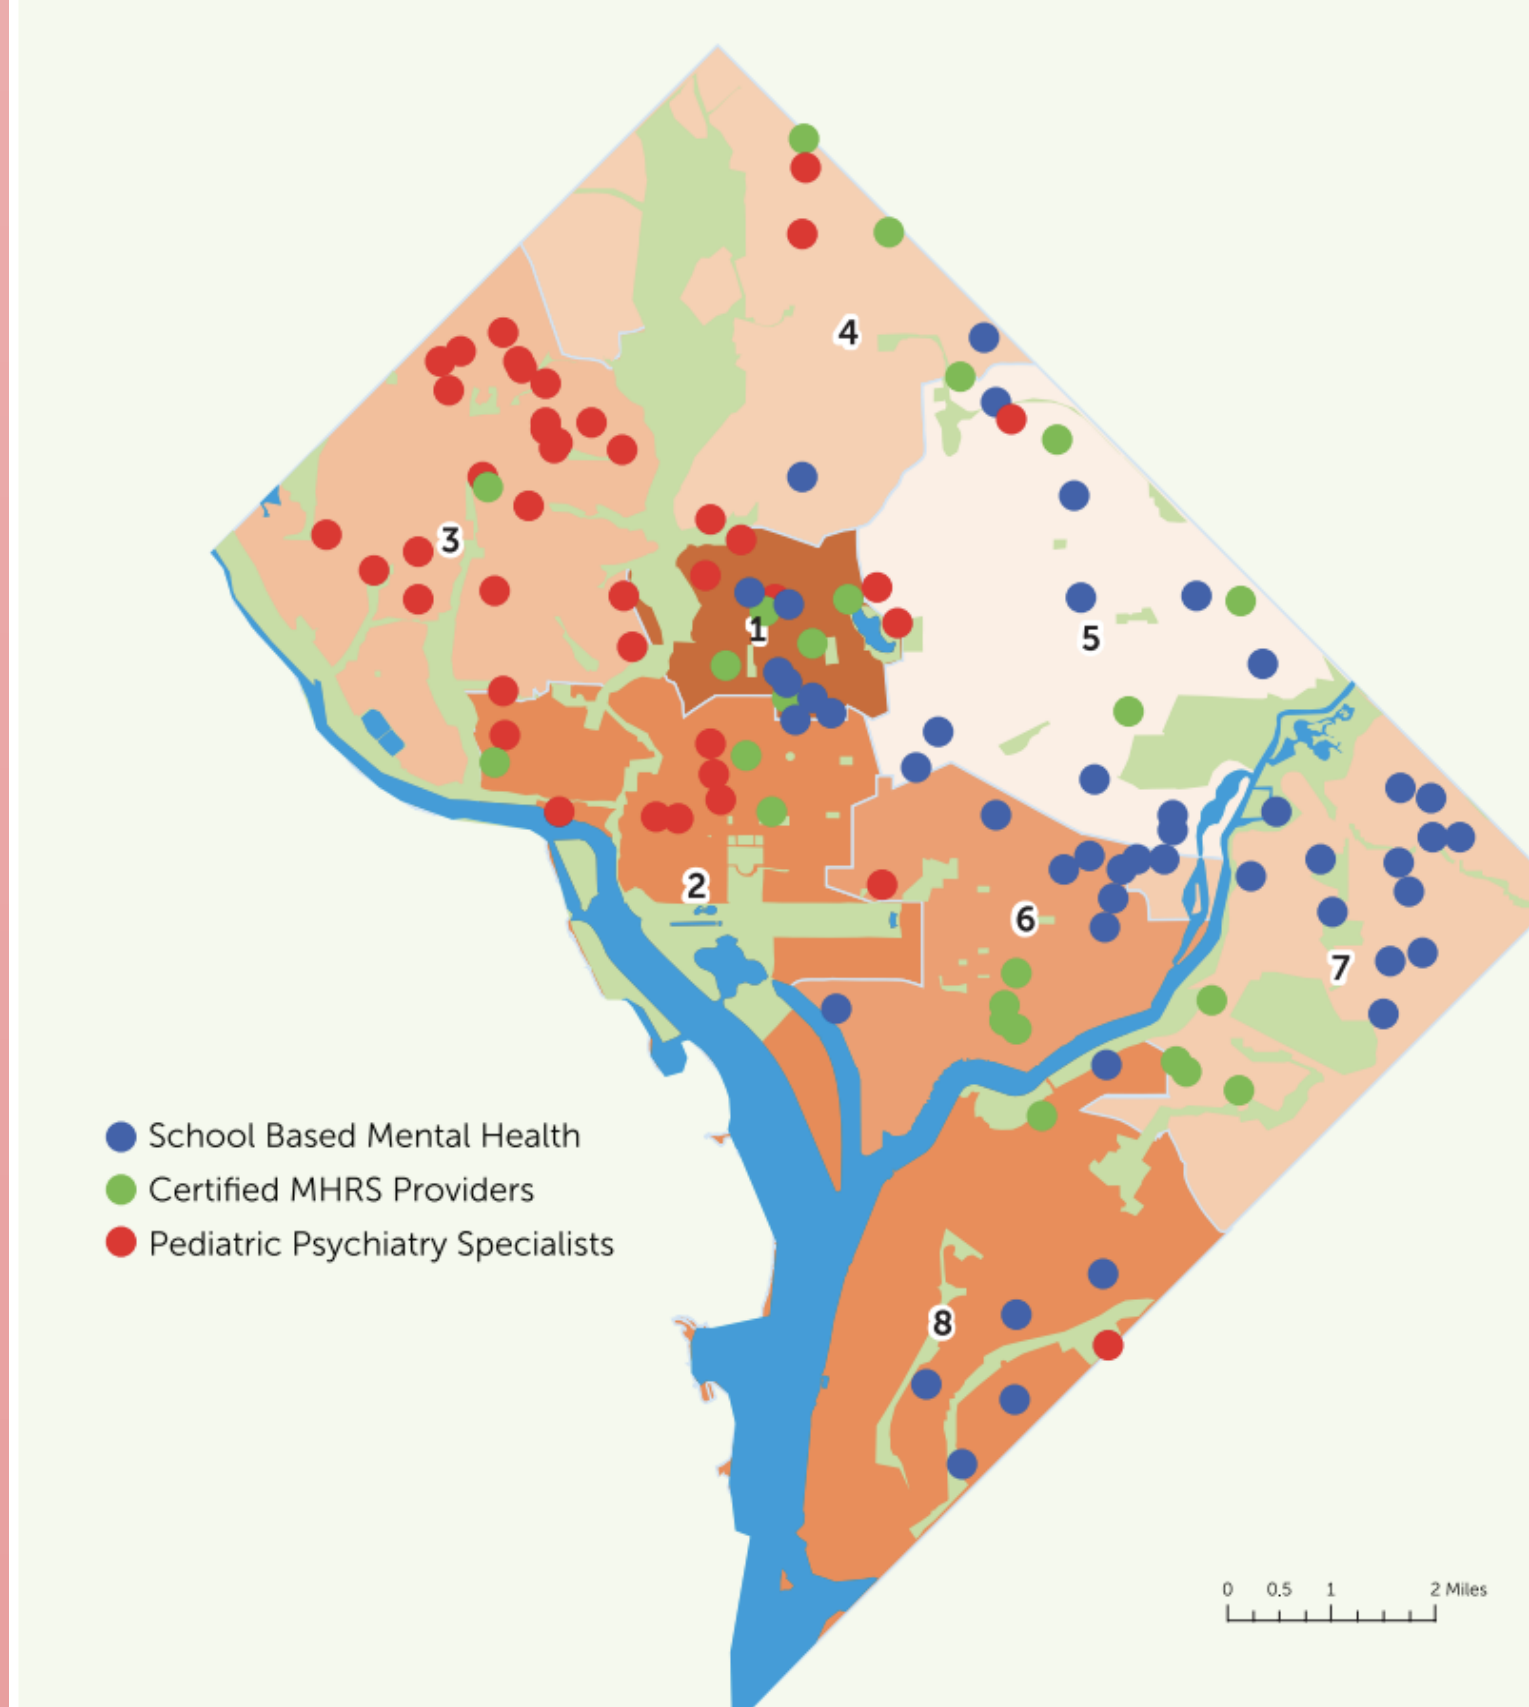 4
3
1
5
2
6
7
School Based Mental Health
Certified MHRS Providers
Pediatric Psychiatry Specialists
8
0 0.5 1 2 Miles